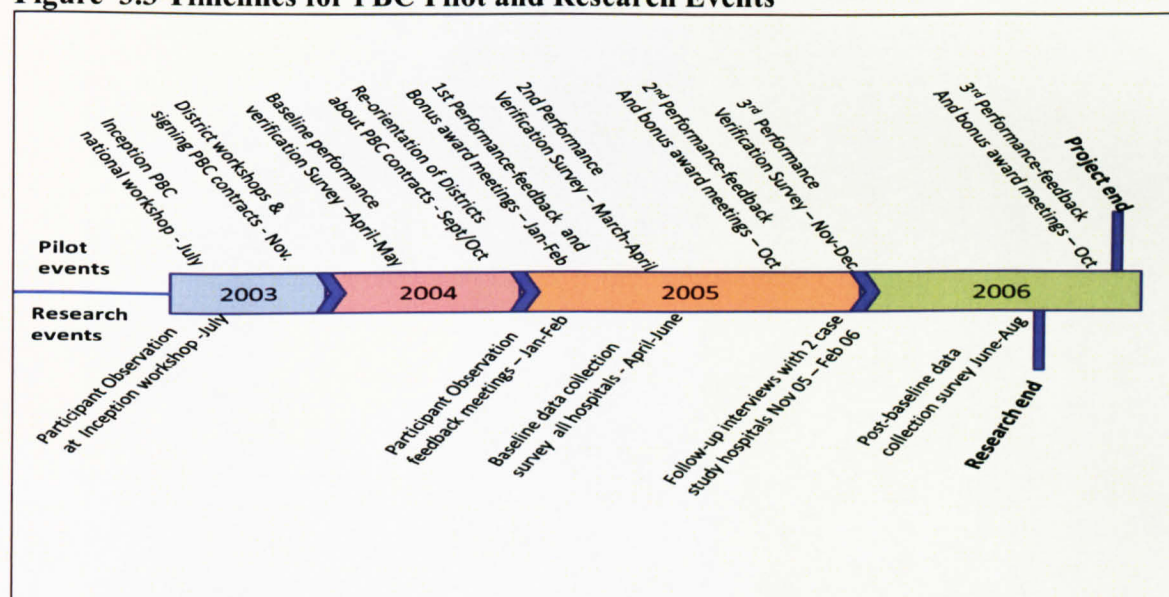 Figure Timelines for PBC Pilot and Research Events
Inception PBC
national workshop - July
District workshops &
signing PBC contracts - Nov.
Baseline performance
verification Survey –April-May
Re-orientation of Districts
about PBC contracts - Sept/Oct
1st Performance-feedback and
Bonus award meetings – Jan-Feb
2nd Performance
Verification Survey – March-April
2nd Performance-feedback
And bonus award meetings – Oct
3rd Performance
Verification Survey – Nov-Dec
3rd Performance-feedback
And bonus award meetings – Oct
Project end
Pilot
events
2003
2004
2005
2006
Research
events
Participant Observation
at Inception workshop -July
Participant Observation
feedback meetings – Jan-Feb
Baseline data collection
survey all hospitals - April-June
Follow-up interviews with 2 case
study hospitals Nov 05 – Feb 06
Post-baseline data
collection survey June-Aug
Research end